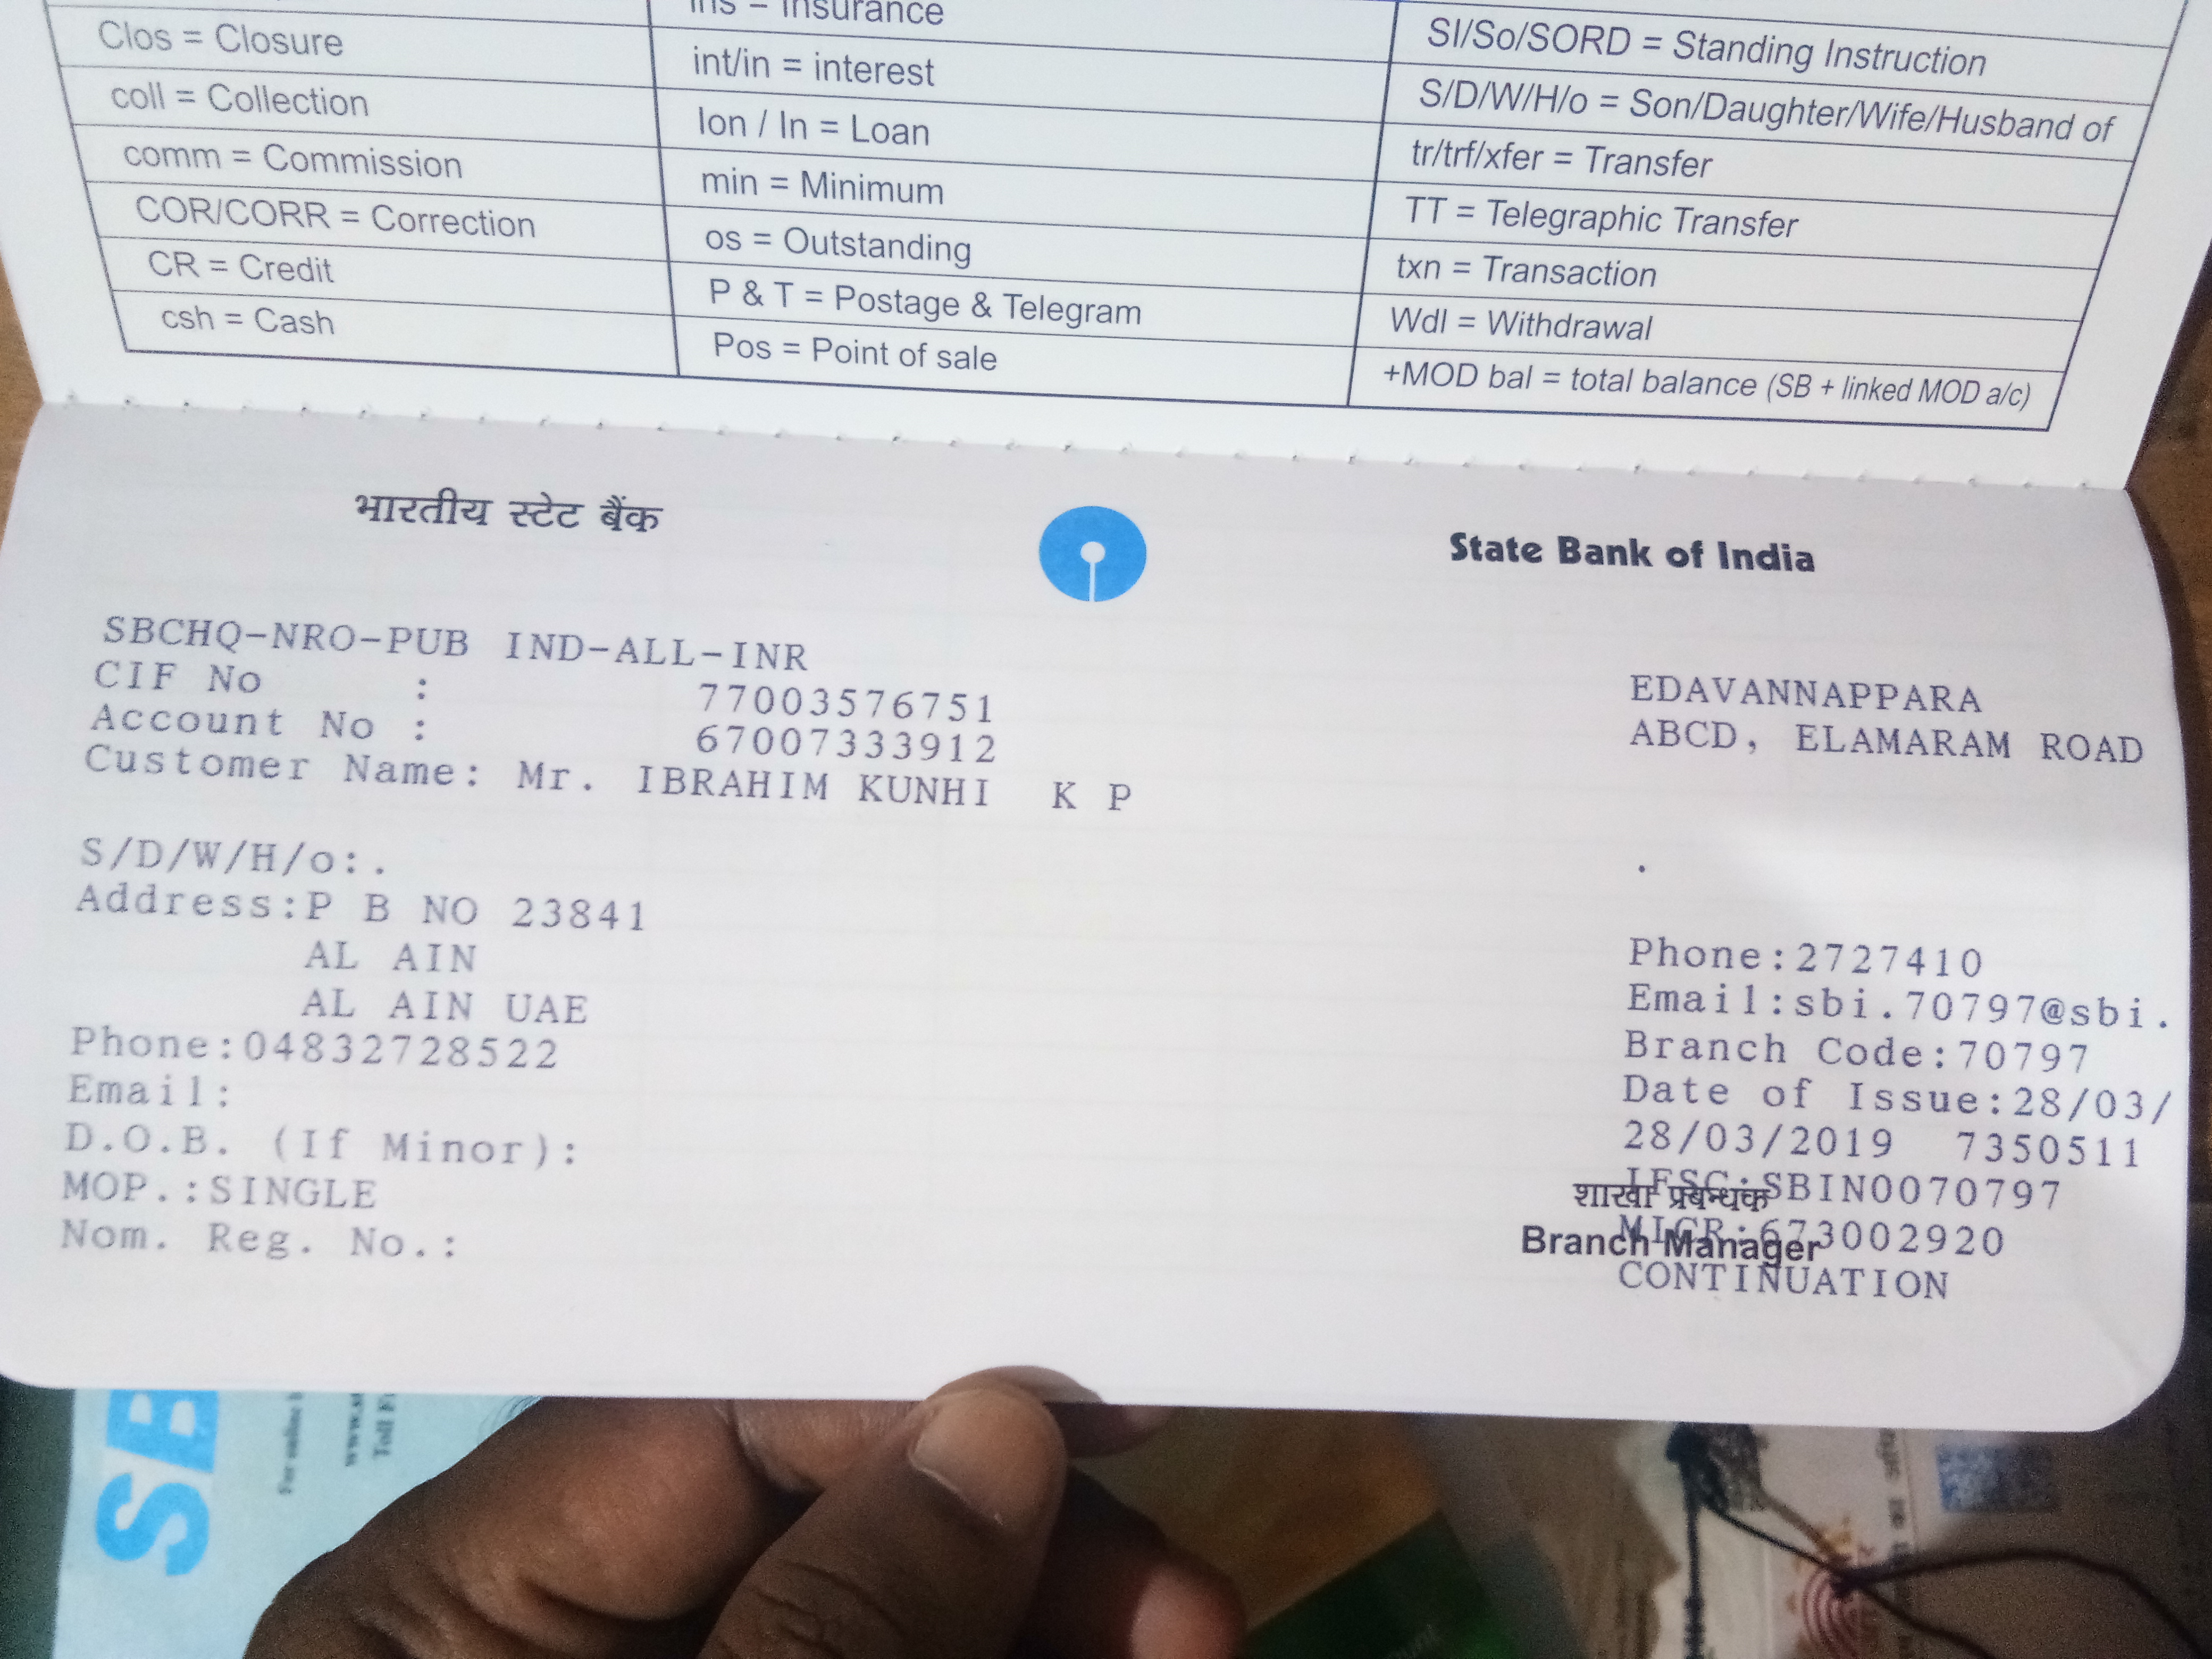 Ins = Insurance
Clos = Closure
int/in = interest
SI/So/SORD = Standing Instruction
coll = Collection
lon / ln = Loan
S/D/W/H/o = Son/Daughter/Wife/Husband of
comm = Commission
min = Minimum
tr/trf/xfer = Transfer
COR/CORR = Correction
os = Outstanding
TT = Telegraphic Transfer
CR = Credit
P & T = Postage & Telegram
txn = Transaction
csh = Cash
Pos = Point of sale
Wdl = Withdrawal
+MOD bal = total balance (SB + linked MOD a/c)
भारतीय स्टेट बैंक
State Bank of India
SBCHQ-NRO-PUB IND-ALL-INR
CIF No : 77003576751
Account No : 67007333912
Customer Name: Mr. IBRAHIM KUNHI K P
S/D/W/H/o:.
Address:P B NO 23841
AL AIN
AL AIN UAE
Phone:04832728522
Email:
D.O.B. (If Minor):
MOP.:SINGLE
Nom. Reg. No.:
EDAVANNAPPARA
ABCD, ELAMARAM ROAD
.
Phone:2727410
Email:sbi.70797@sbi.
Branch Code:70797
Date of Issue:28/03/
28/03/2019 7350511
IFSC:SBIN0070797
शाखा प्रबन्धक
MICR:673002920
Branch Manager
CONTINUATION
SB
For online
www.s
Toll F